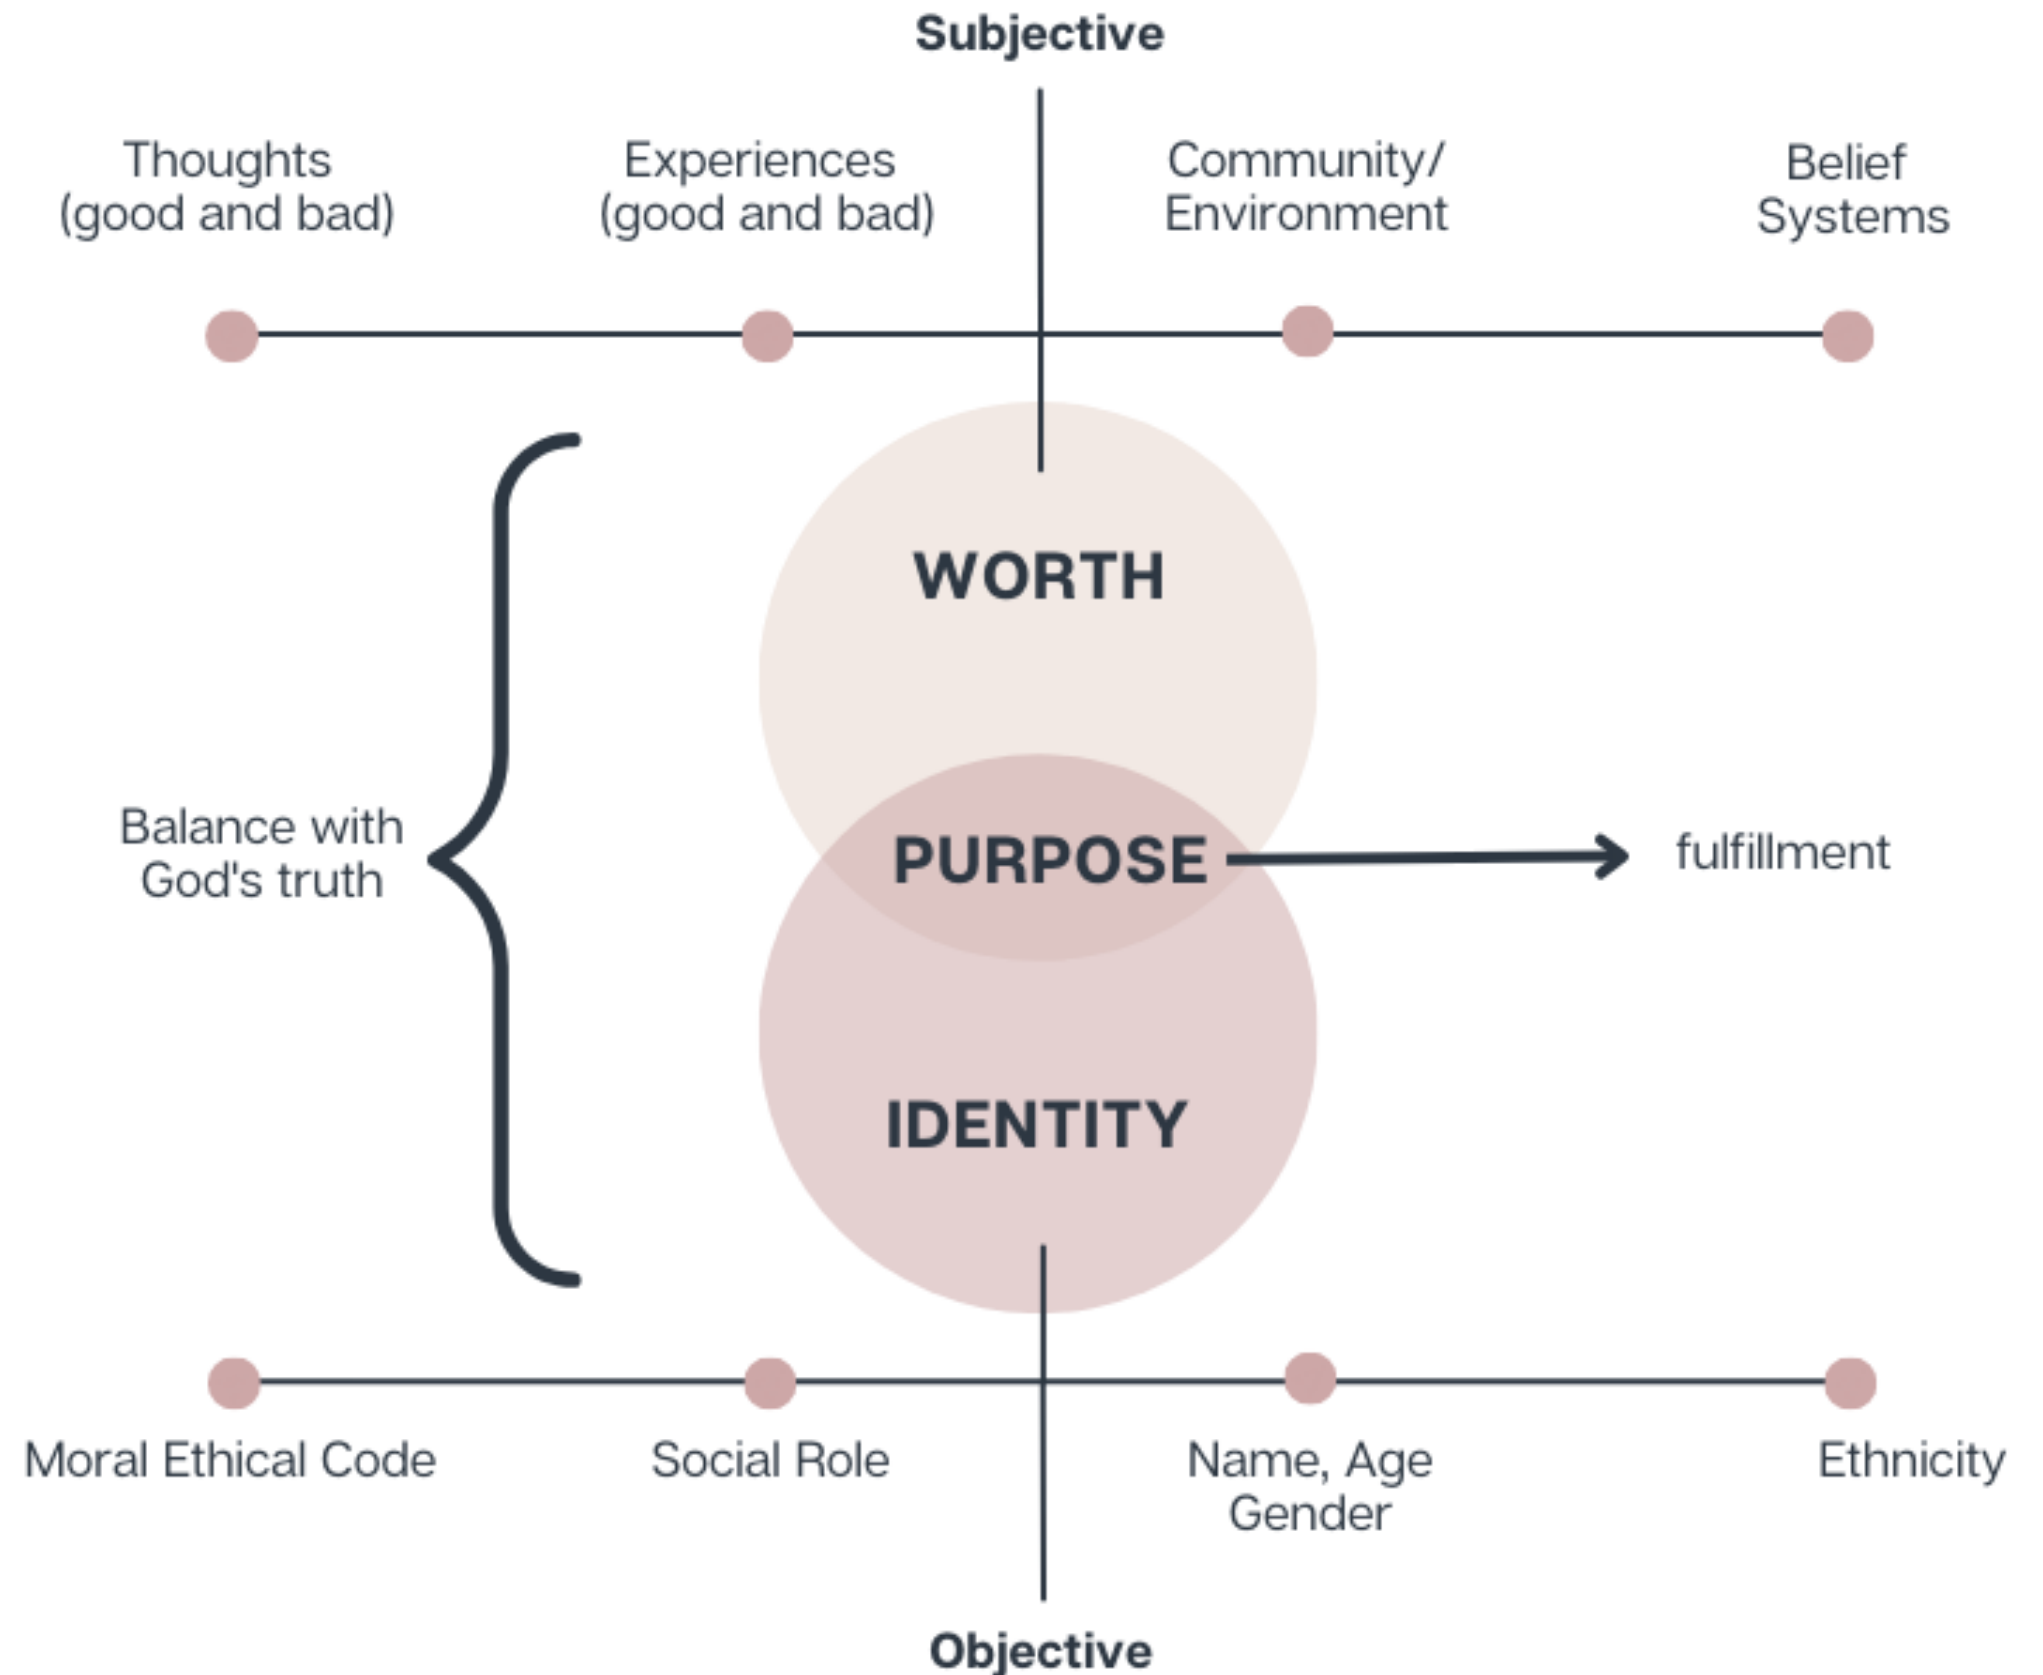 Subjective
Thoughts
(good and bad)
Experiences
(good and bad)
Community/
Environment
Belief
Systems
WORTH
Balance with
God's truth
PURPOSE
fulfillment
IDENTITY
Moral Ethical Code
Social Role
Name, Age
Gender
Ethnicity
Objective